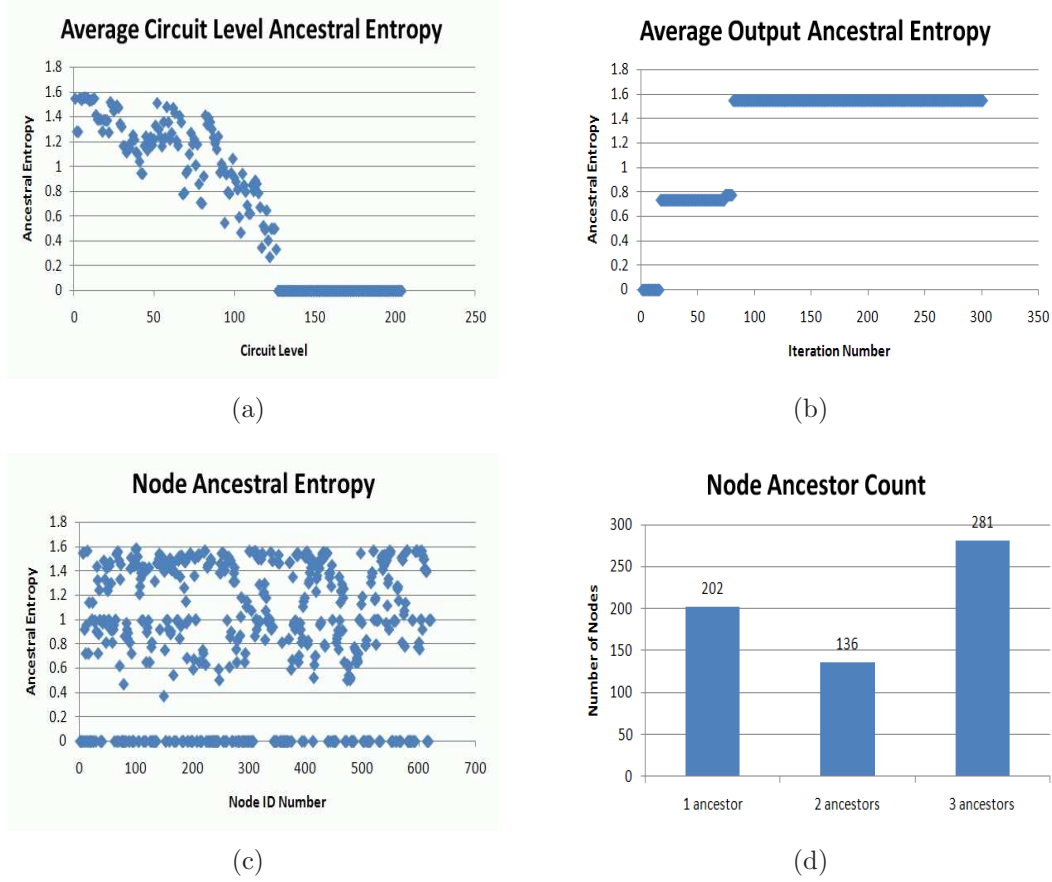 Average Circuit Level Ancestral Entropy
Ancestral Entropy
1.8
1.6
1.4
1.2
1
0.8
0.6
0.4
0.2
0
0 50 100 150 200 250
Circuit Level
(a)
Average Output Ancestral Entropy
Ancestral Entropy
1.8
1.6
1.4
1.2
1
0.8
0.6
0.4
0.2
0
0 50 100 150 200 250 300 350
Iteration Number
(b)
Node Ancestral Entropy
Ancestral Entropy
1.8
1.6
1.4
1.2
1
0.8
0.6
0.4
0.2
0
0 100 200 300 400 500 600 700
Node ID Number
(c)
Node Ancestor Count
Number of Nodes
300
250
200
150
100
50
0
202
136
281
1 ancestor 2 ancestors 3 ancestors
(d)